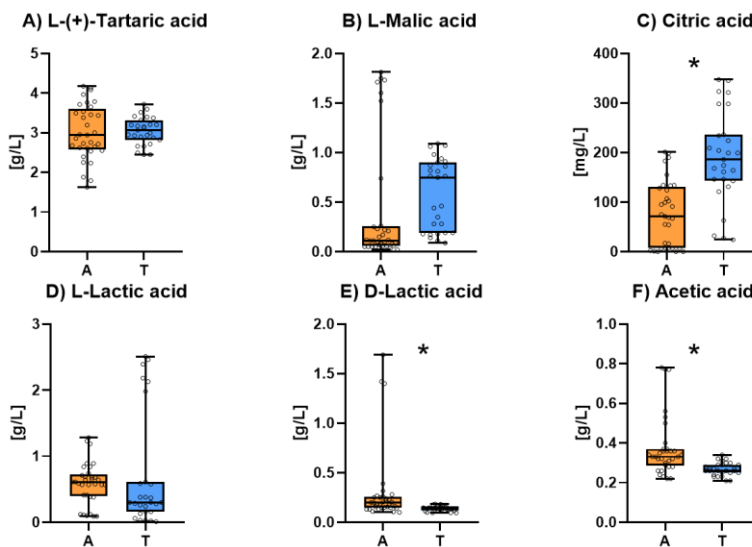 A) L-(+)-Tartaric acid
[g/L]
5
4
3
2
1
0
A T
B) L-Malic acid
[g/L]
2.0
1.5
1.0
0.5
0.0
A T
C) Citric acid
*
[mg/L]
400
300
200
100
0
A T
D) L-Lactic acid
[g/L]
3
2
1
0
A T
E) D-Lactic acid
*
[g/L]
2.0
1.5
1.0
0.5
0.0
A T
F) Acetic acid
*
[g/L]
1.0
0.8
0.6
0.4
0.2
0.0
A T